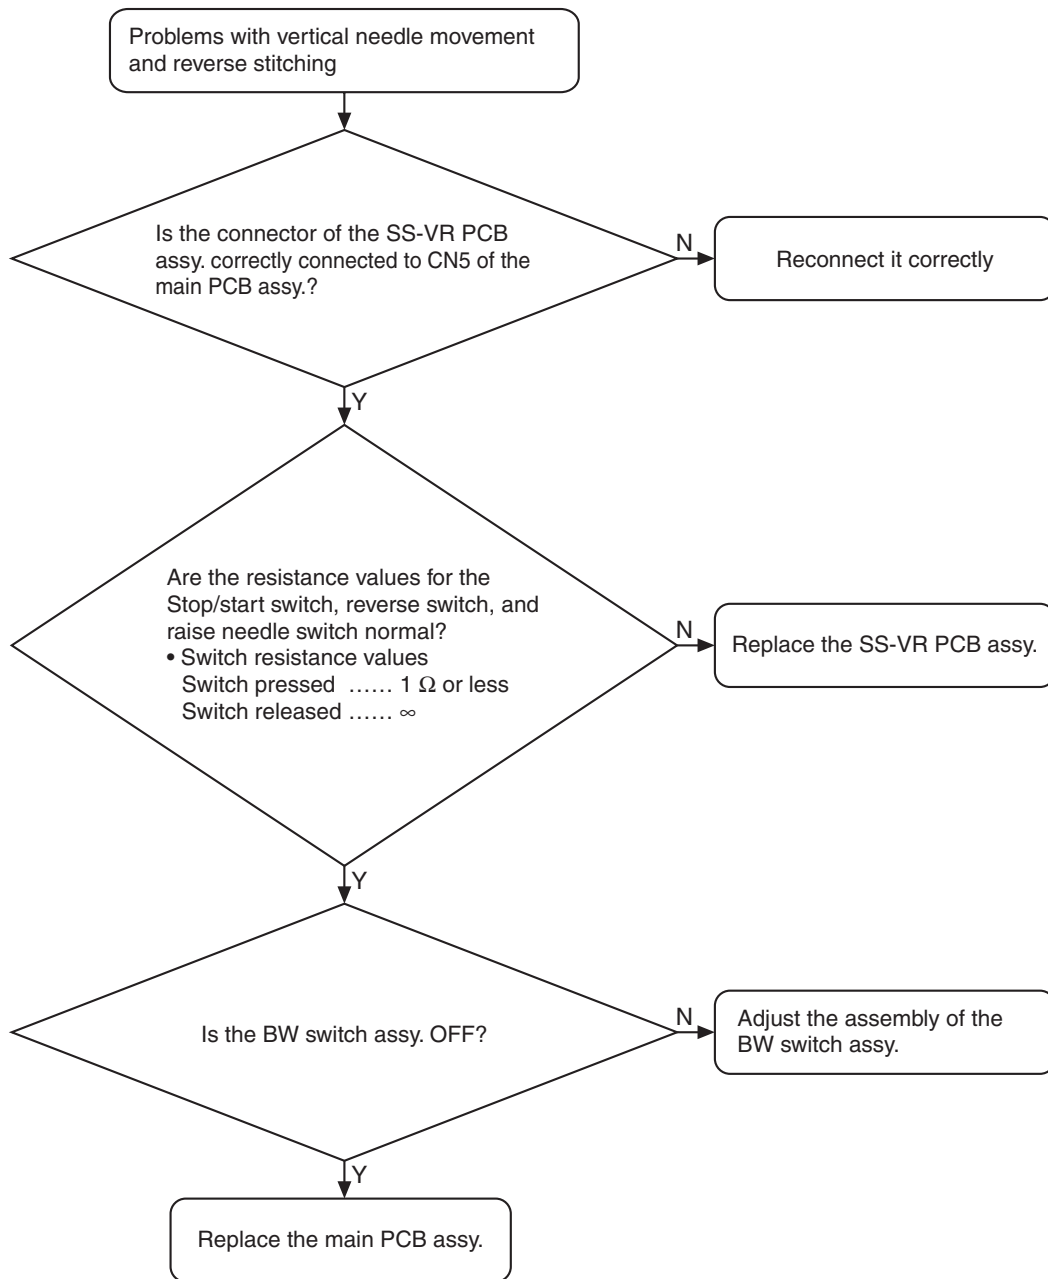 Problems with vertical needle movement
and reverse stitching
Is the connector of the SS-VR PCB
assy. correctly connected to CN5 of the
main PCB assy.?
N
Reconnect it correctly
Y
Are the resistance values for the
Stop/start switch, reverse switch, and
raise needle switch normal?
• Switch resistance values
Switch pressed ...... 1 Ω or less
Switch released ...... ∞
N
Replace the SS-VR PCB assy.
Y
Is the BW switch assy. OFF?
N
Adjust the assembly of the
BW switch assy.
Y
Replace the main PCB assy.